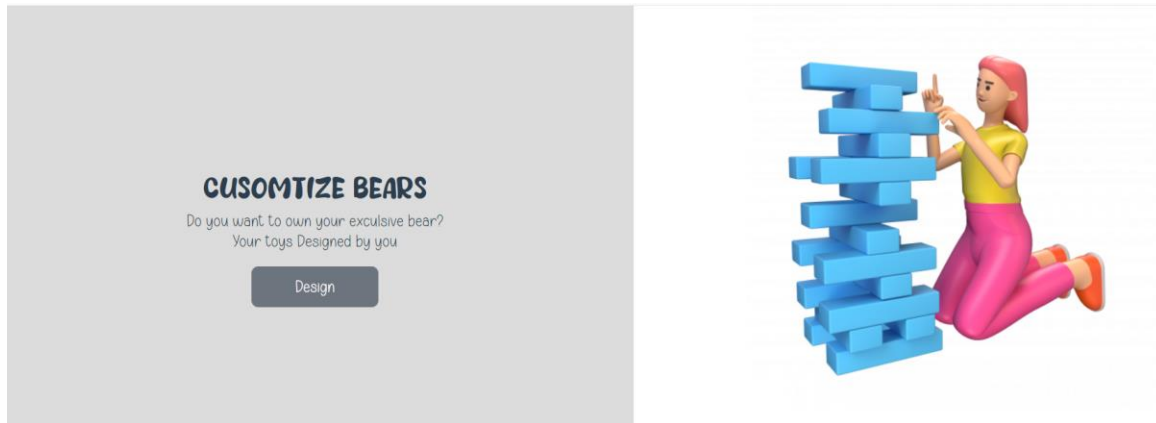 CUSOMTIZE BEARS
Do you want to own your exculsive bear?
Your toys Designed by you
Design